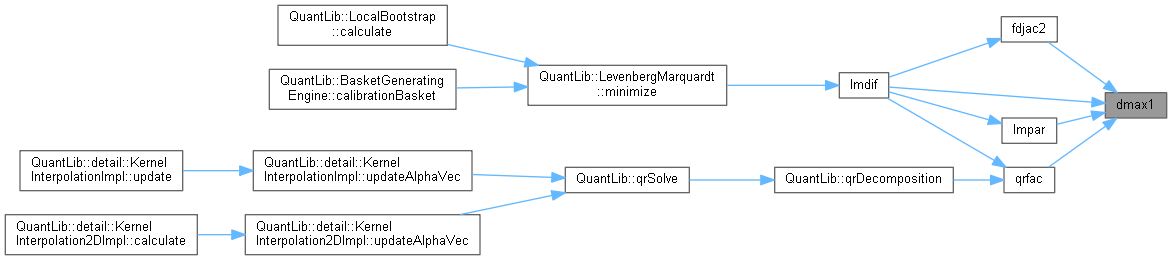 QuantLib::LocalBootstrap
::calculate
fdjac2
QuantLib::BasketGenerating
Engine::calibrationBasket
QuantLib::LevenbergMarquardt
::minimize
lmdif
dmax1
lmpar
QuantLib::detail::Kernel
InterpolationImpl::update
QuantLib::detail::Kernel
InterpolationImpl::updateAlphaVec
QuantLib::qrSolve
QuantLib::qrDecomposition
qrfac
QuantLib::detail::Kernel
Interpolation2DImpl::calculate
QuantLib::detail::Kernel
Interpolation2DImpl::updateAlphaVec